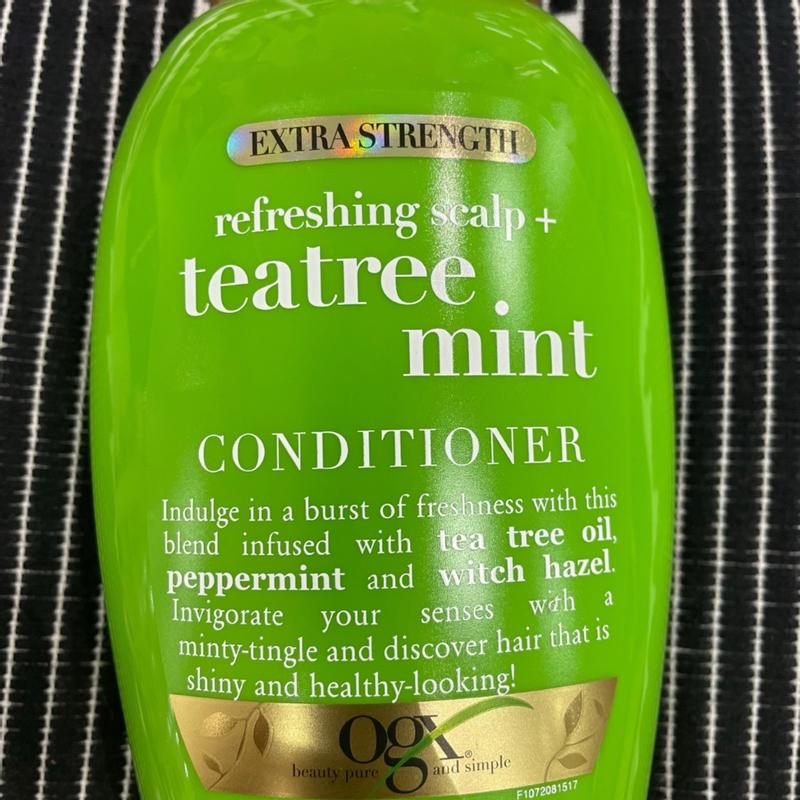 EXTRA STRENGTH
refreshing scalp +
teatree
mint
CONDITIONER
Indulge in a burst of freshness with this
blend infused with tea tree oil,
peppermint and witch hazel.
Invigorate your senses with a
minty-tingle and discover hair that is
shiny and healthy-looking!
ogx®
beauty pure and simple
F1072081517